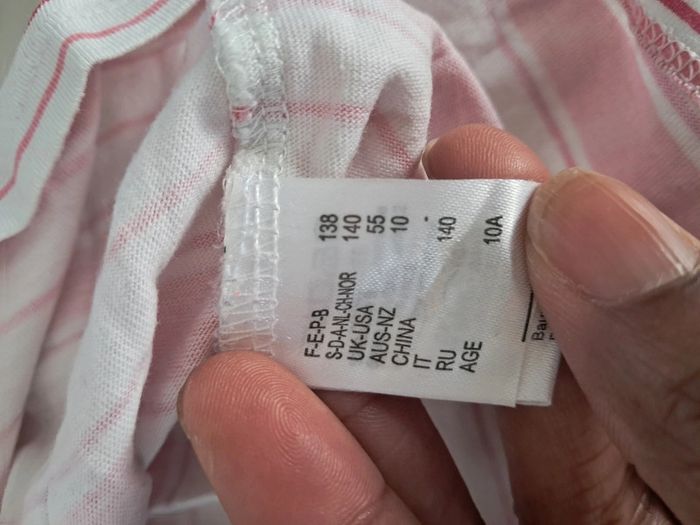 F-E-P-B 138
S-D-A-NL-CH-NOR 140
UK-USA 55
AUS-NZ 10
CHINA -
IT 140
RU
AGE 10A